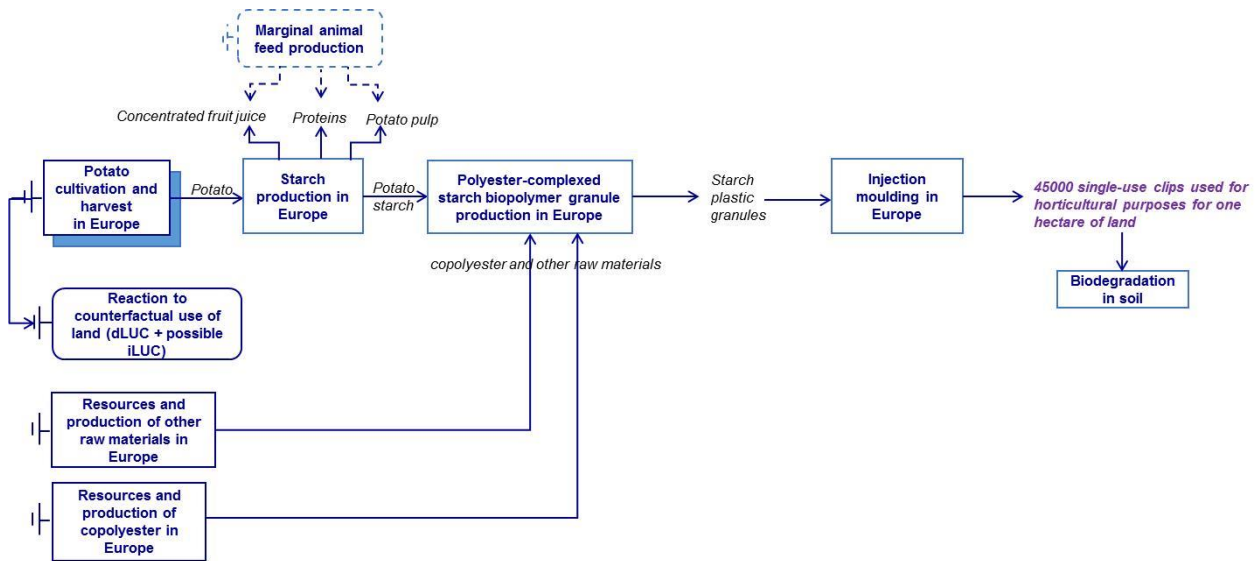 Marginal animal
feed production
Concentrated fruit juice
Proteins
Potato pulp
Potato
cultivation and
harvest
in Europe
Potato
Starch
production in
Europe
Potato
starch
Polyester-complexed
starch biopolymer granule
production in Europe
Starch
plastic
granules
Injection
moulding in
Europe
45000 single-use clips used for
horticultural purposes for one
hectare of land
copolyester and other raw materials
Biodegradation
in soil
Reaction to
counterfactual use of
land (dLUC + possible
iLUC)
Resources and
production of other
raw materials in
Europe
Resources and
production of
copolyester in
Europe